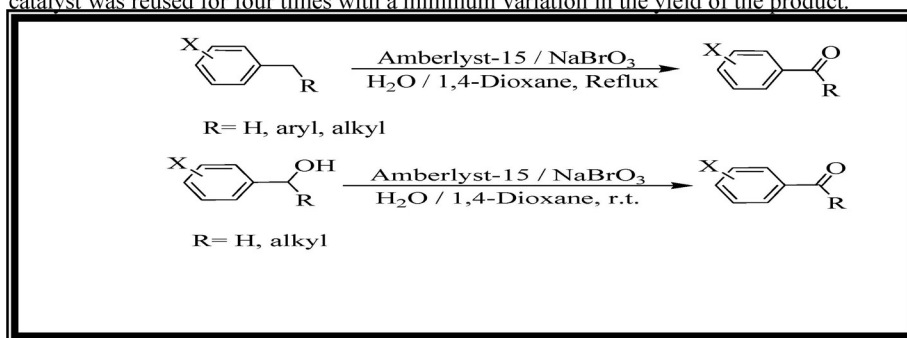 catalyst was reused for four times with a minimum variation in the yield of the product.
X
R
Amberlyst-15 / NaBrO₃
H₂O / 1,4-Dioxane, Reflux
X
O
R
R= H, aryl, alkyl
X
OH
R
Amberlyst-15 / NaBrO₃
H₂O / 1,4-Dioxane, r.t.
X
O
R
R= H, alkyl